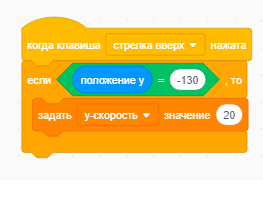 когда клавиша стрелка вверх нажата
если положение y = -130 , то
задать y-скорость значение 20